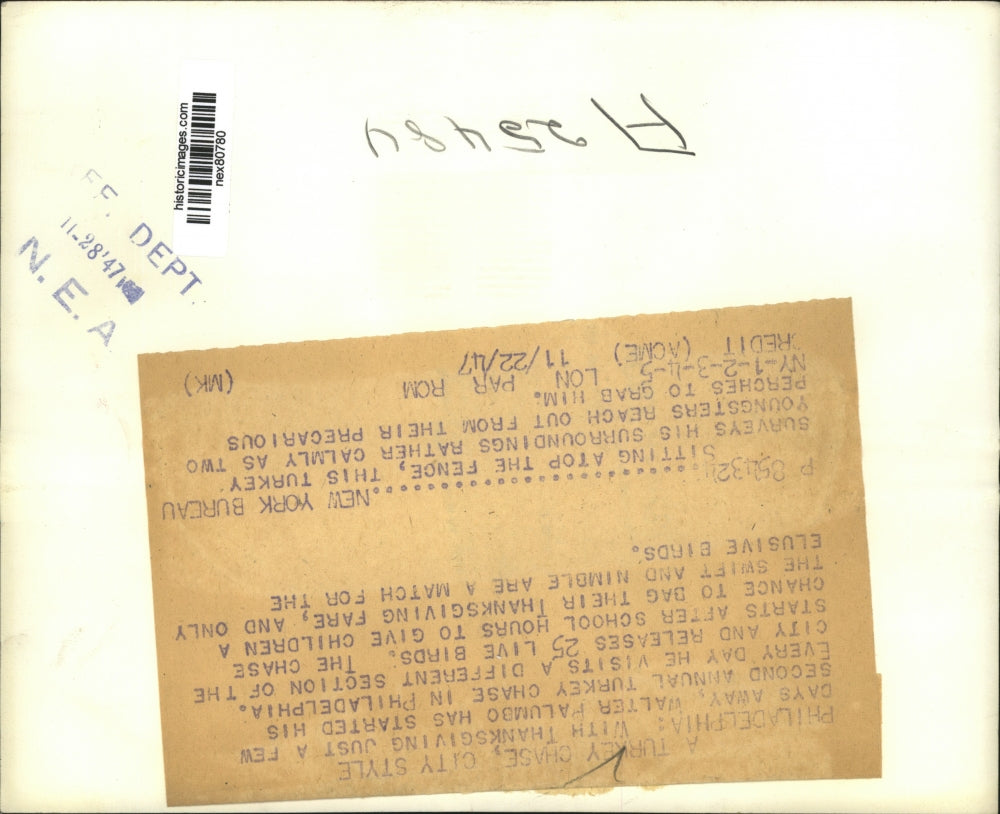 A 25484
historicimages.com
nex80780
EF. DEPT.
11-28'47
N. E. A
A TURKEY CHASE, CITY STYLE
PHILADELPHIA: WITH THANKSGIVING JUST A FEW
DAYS AWAY, WALTER PALUMBO HAS STARTED HIS
SECOND ANNUAL TURKEY CHASE IN PHILADELPHIA.
EVERY DAY HE VISITS A DIFFERENT SECTION OF THE
CITY AND RELEASES 25 LIVE BIRDS. THE CHASE
STARTS AFTER SCHOOL HOURS TO GIVE CHILDREN A
CHANCE TO BAG THEIR THANKSGIVING FARE, AND ONLY
THE SWIFT AND NIMBLE ARE A MATCH FOR THE
ELUSIVE BIRDS.
P 854324.......................NEW YORK BUREAU
SITTING ATOP THE FENCE, THIS TURKEY
SURVEYS HIS SURROUNDINGS RATHER CALMLY AS TWO
YOUNGSTERS REACH OUT FROM THEIR PRECARIOUS
PERCHES TO GRAB HIM.
NY-1-2-3-4-5 LON PAR ROM
CREDIT (ACME) 11/22/47 (MK)